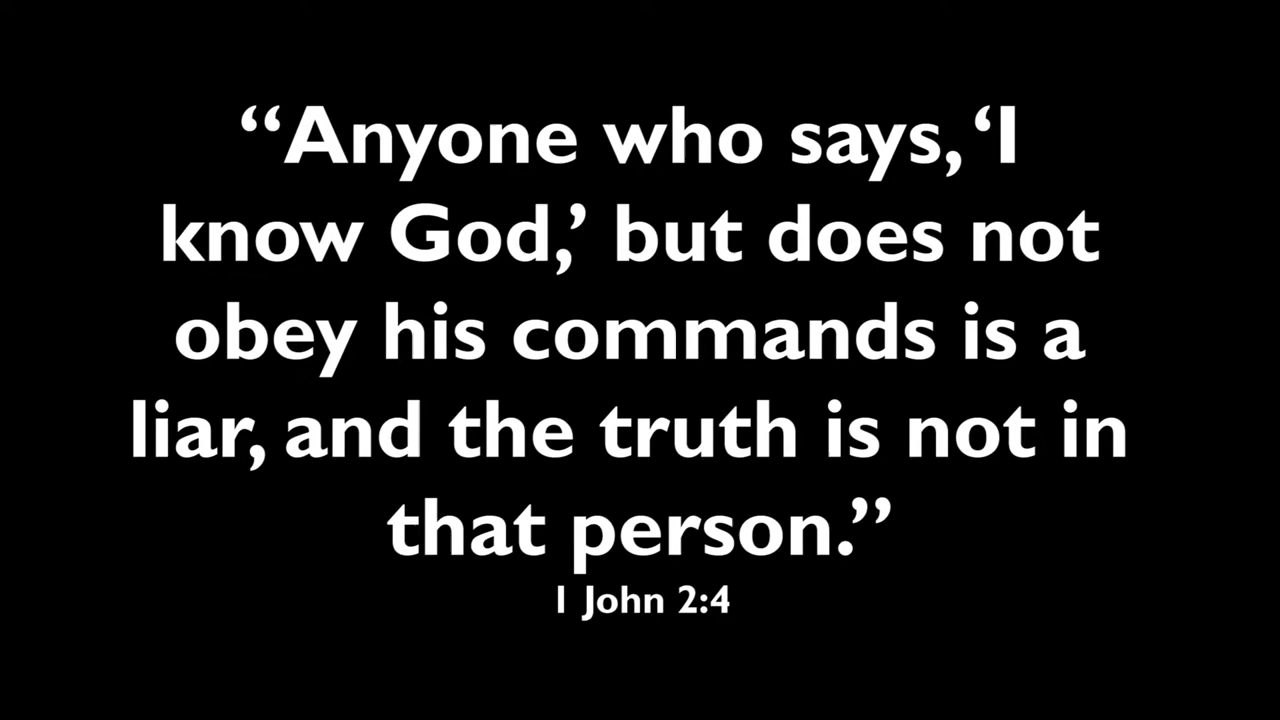 “Anyone who says, ‘I
know God,’ but does not
obey his commands is a
liar, and the truth is not in
that person.”
1 John 2:4